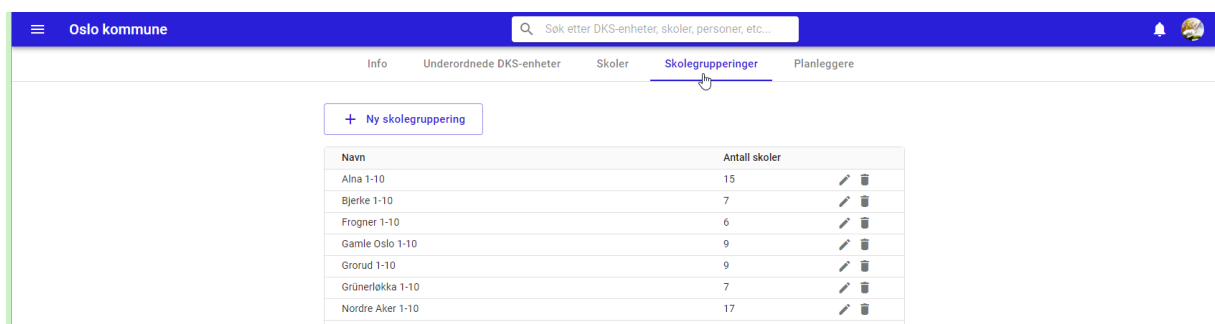 Oslo kommune
Søk etter DKS-enheter, skoler, personer, etc...
Info Underordnede DKS-enheter Skoler Skolegrupperinger Planleggere
+ Ny skolegruppering
Navn Antall skoler
Alna 1-10 15
Bjerke 1-10 7
Frogner 1-10 6
Gamle Oslo 1-10 9
Grorud 1-10 9
Grünerløkka 1-10 7
Nordre Aker 1-10 17